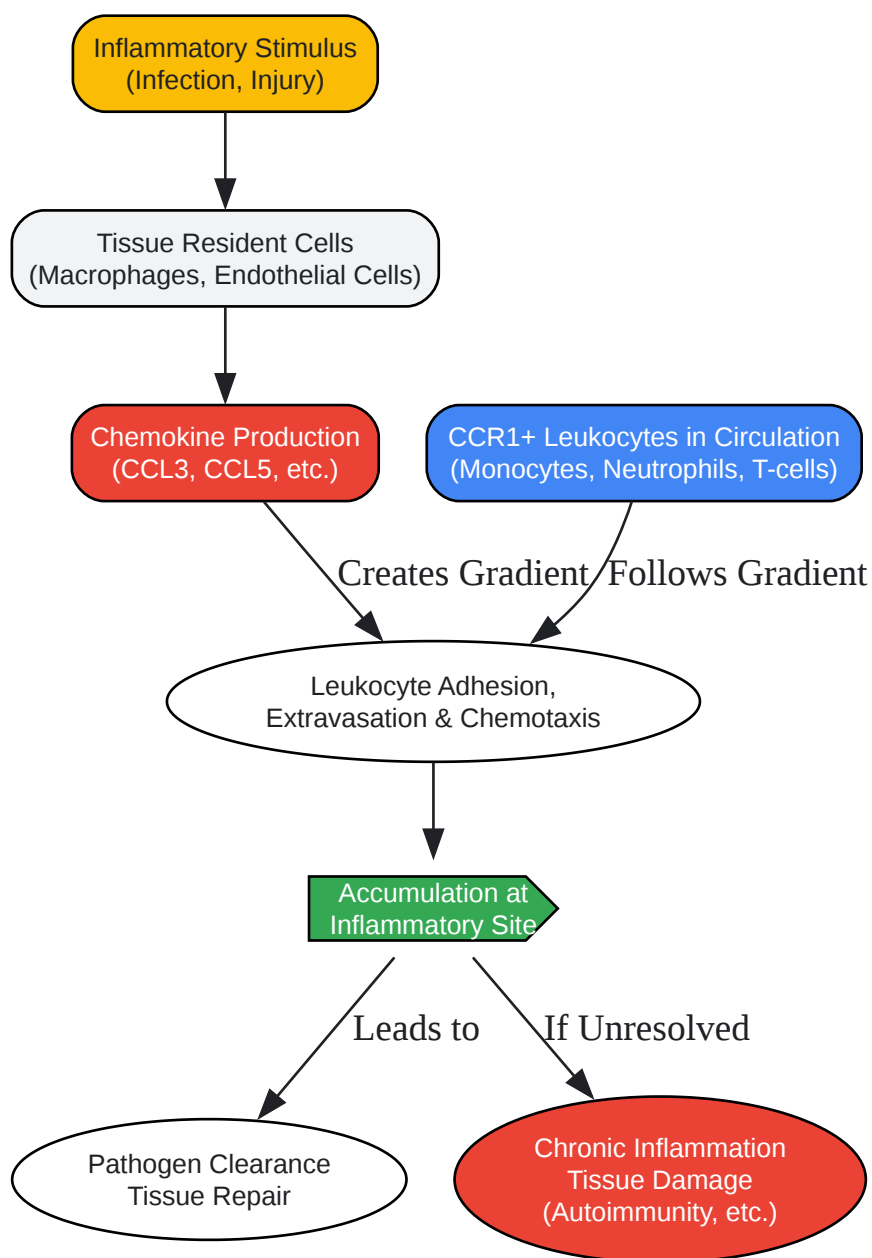 Inflammatory Stimulus
(Infection, Injury)
Tissue Resident Cells
(Macrophages, Endothelial Cells)
Chemokine Production
(CCL3, CCL5, etc.)
CCR1+ Leukocytes in Circulation
(Monocytes, Neutrophils, T-cells)
Creates Gradient
Follows Gradient
Leukocyte Adhesion,
Extravasation & Chemotaxis
Accumulation at
Inflammatory Site
Leads to
If Unresolved
Pathogen Clearance
Tissue Repair
Chronic Inflammation
Tissue Damage
(Autoimmunity, etc.)